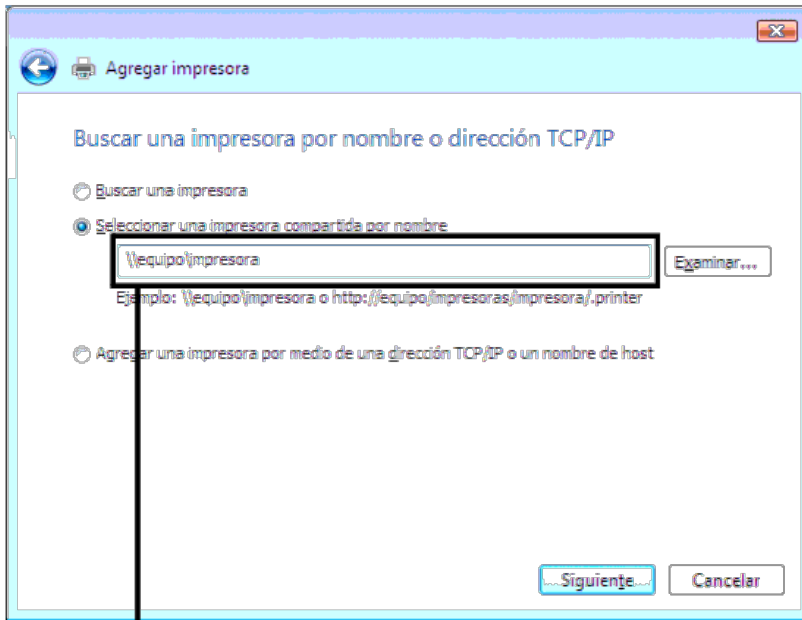 Agregar impresora
Buscar una impresora por nombre o dirección TCP/IP
Buscar una impresora
Seleccionar una impresora compartida por nombre
\\equipo\impresora
Examinar...
Ejemplo: \\equipo\impresora o http://equipo/impresoras/impresora/.printer
Agregar una impresora por medio de una dirección TCP/IP o un nombre de host
Siguiente
Cancelar